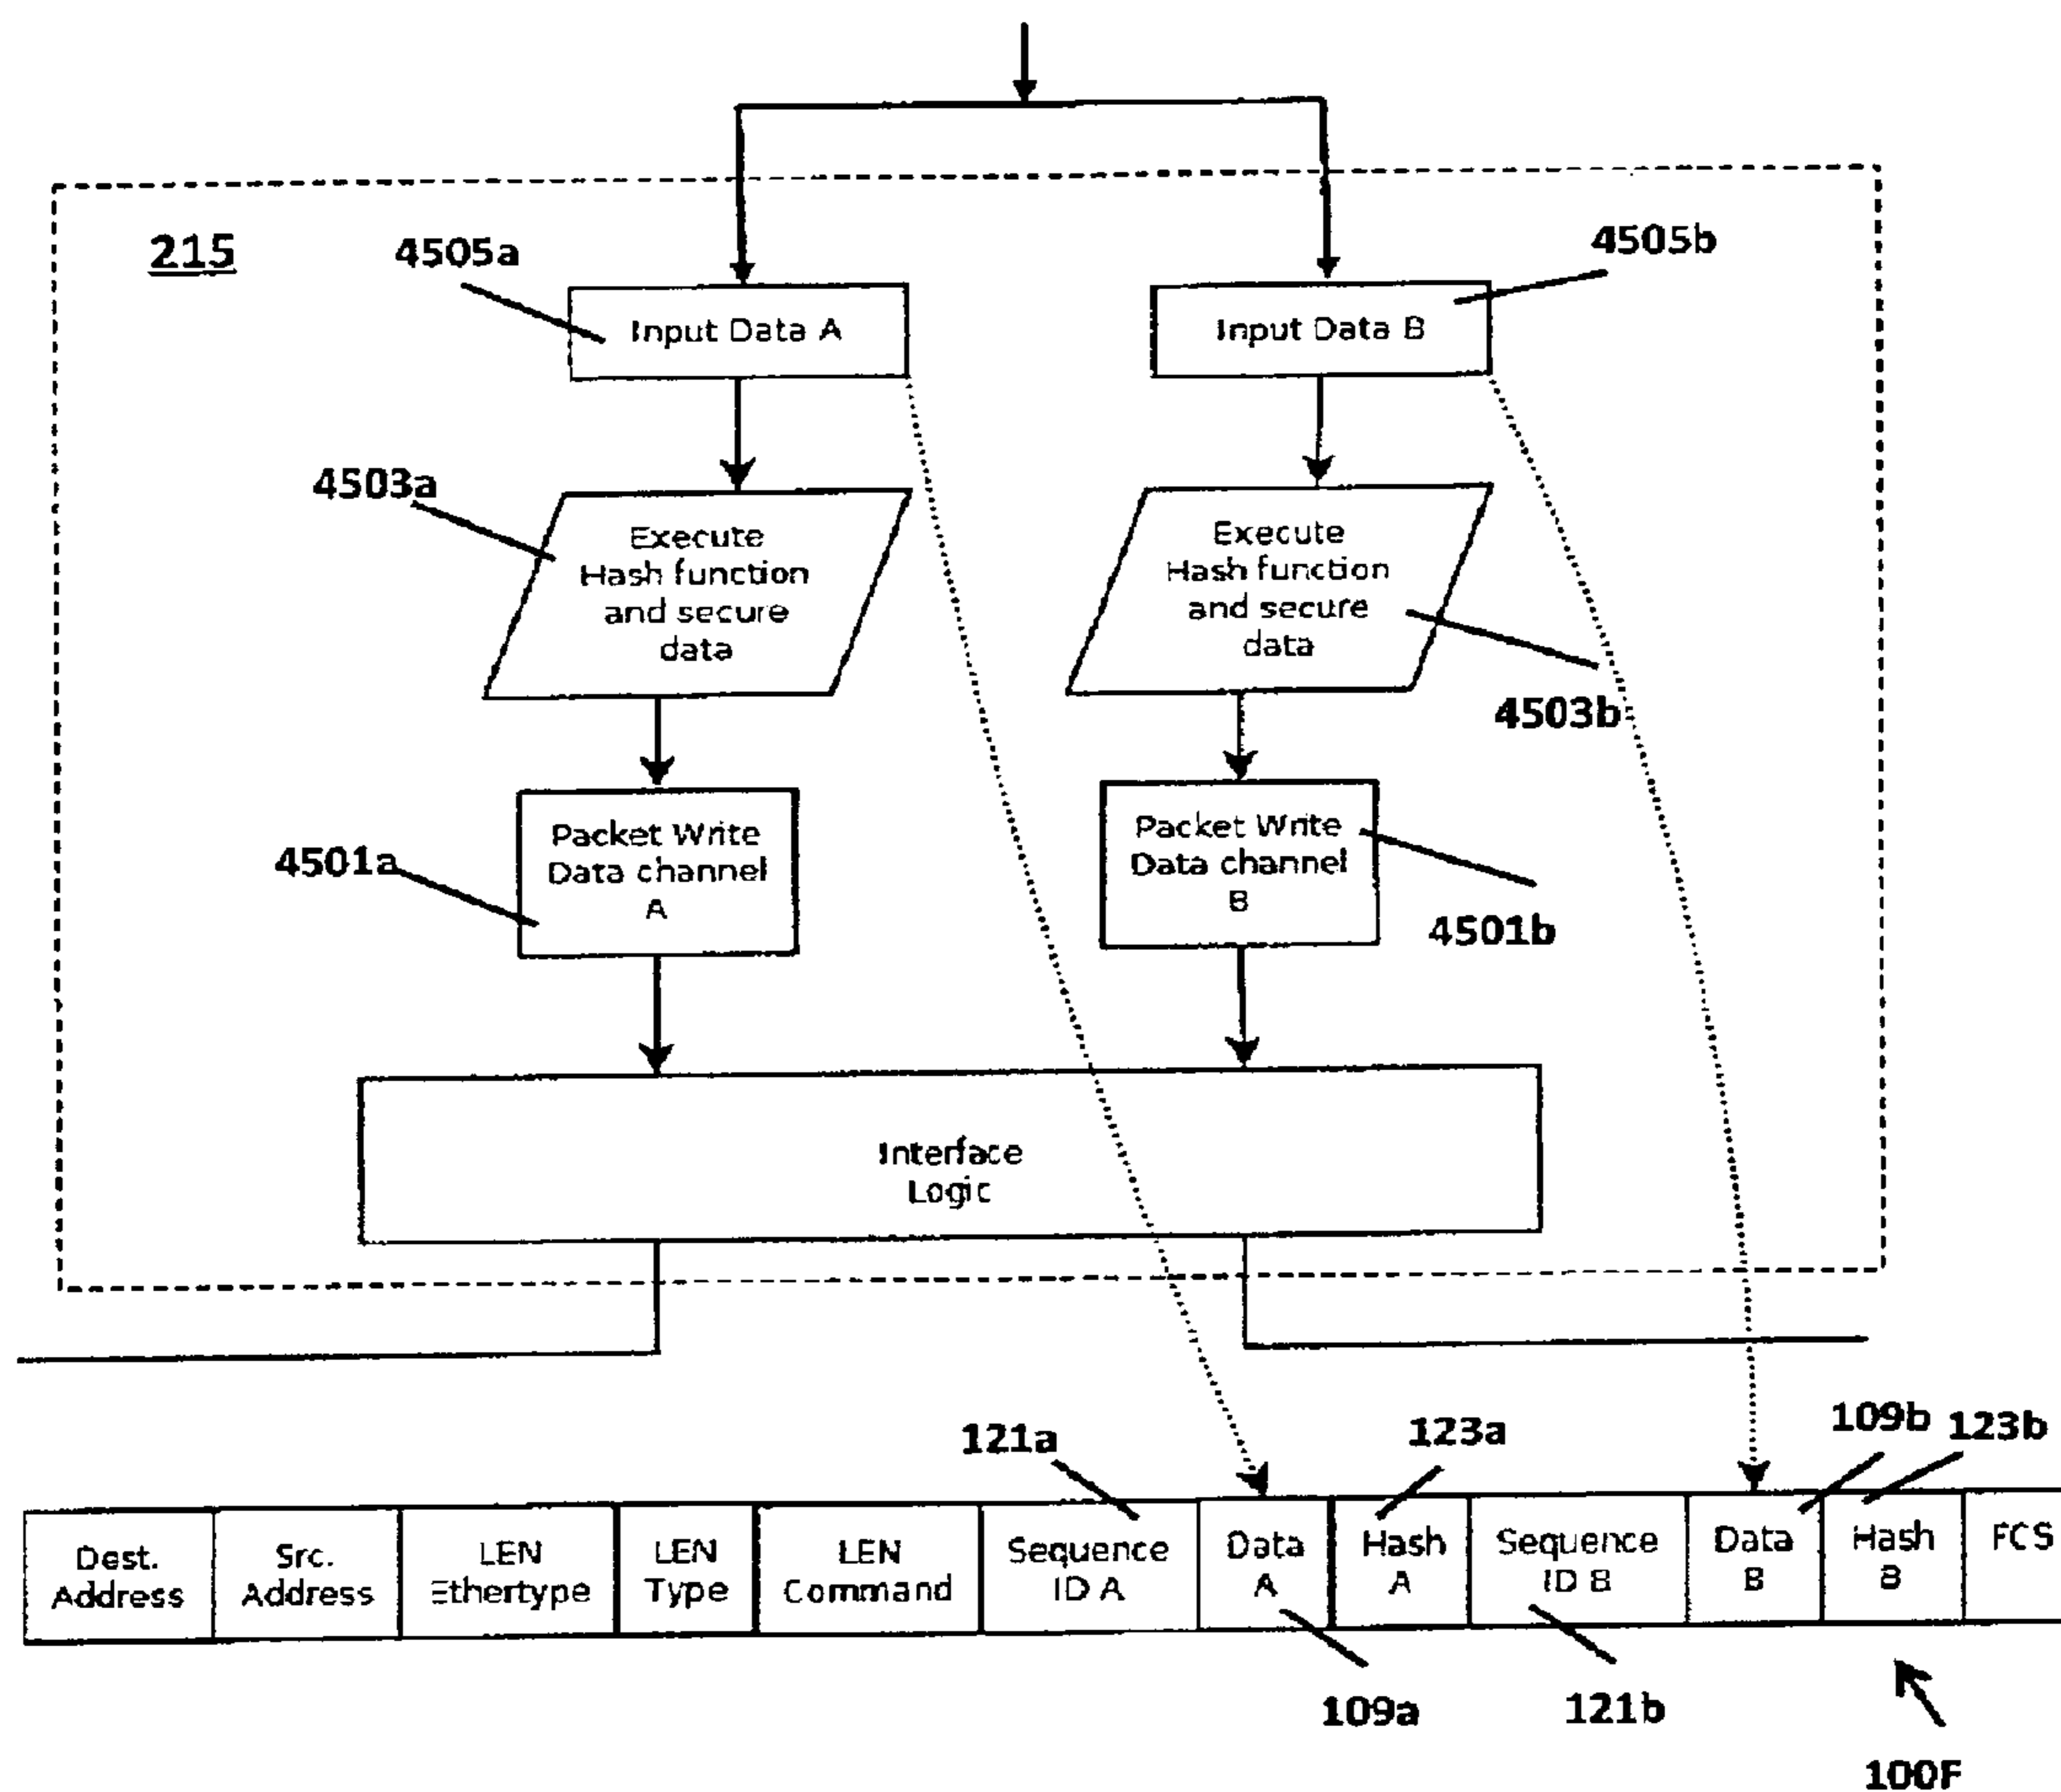 215
4505a
4505b
Input Data A
Input Data B
4503a
Execute
Hash function
and secure
data
Execute
Hash function
and secure
data
4503b
4501a
Packet Write
Data channel
A
Packet Write
Data channel
B
4501b
Interface
Logic
121a
123a
109b
123b
Dest.
Address
Src.
Address
LEN
Ethertype
LEN
Type
LEN
Command
Sequence
ID A
Data
A
Hash
A
Sequence
ID B
Data
B
Hash
B
FCS
109a
121b
100F